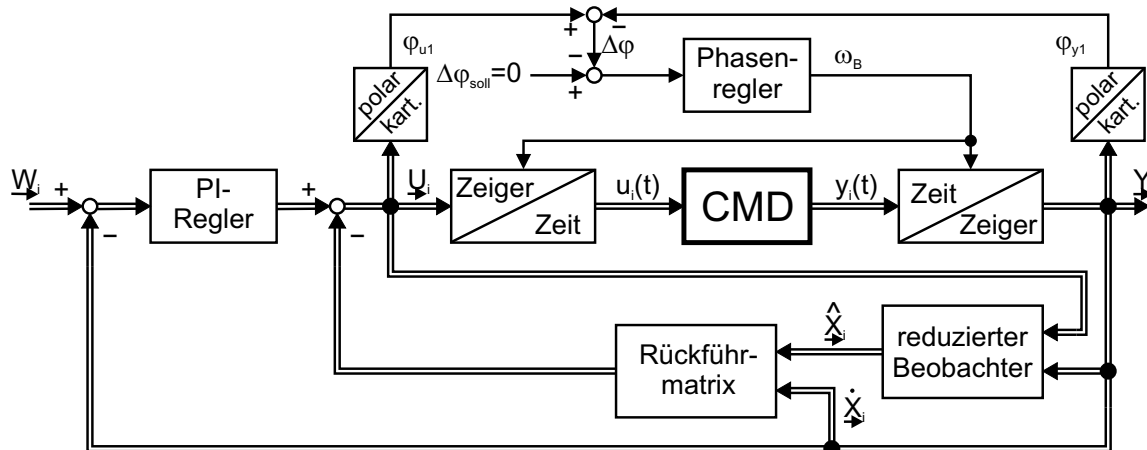 +
−
φu1
Δφ
φy1
−
Δφsoll=0
+
Phasen-
regler
ωB
polar
kart.
polar
kart.
Wi
+
−
PI-
Regler
+
−
Ui
Zeiger
Zeit
ui(t)
CMD
yi(t)
Zeit
Zeiger
Y
Rückführ-
matrix
X̂i
reduzierter
Beobachter
Ẋi